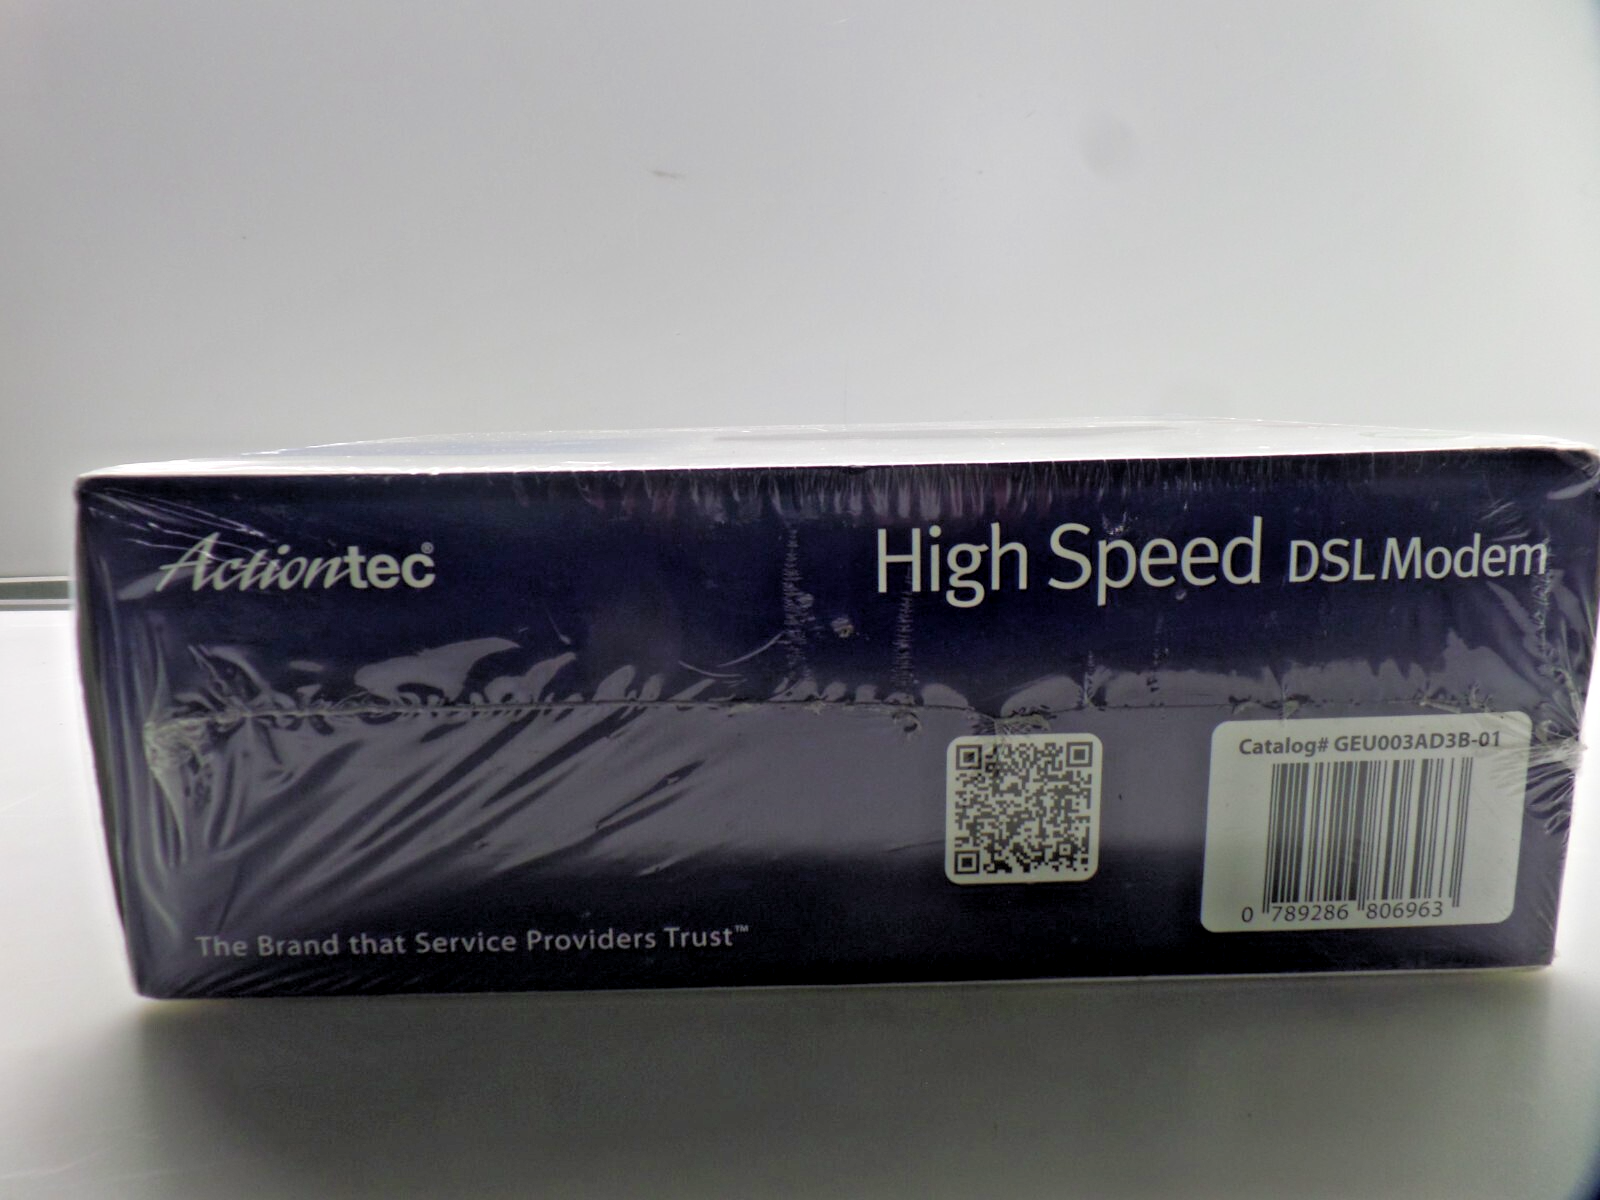 Actiontec®
High Speed DSL Modem
Catalog# GEU003AD3B-01
0 789286 806963
The Brand that Service Providers Trust™